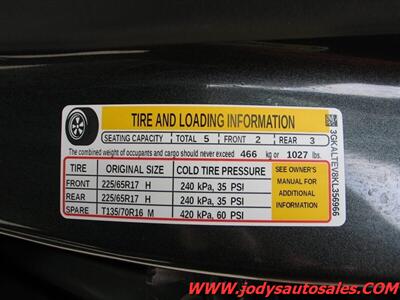 TIRE AND LOADING INFORMATION
SEATING CAPACITY TOTAL 5 FRONT 2 REAR 3
The combined weight of occupants and cargo should never exceed 466 kg or 1027 lbs.
TIRE ORIGINAL SIZE COLD TIRE PRESSURE
FRONT 225/65R17 H 240 kPa, 35 PSI
REAR 225/65R17 H 240 kPa, 35 PSI
SPARE T135/70R16 M 420 kPa, 60 PSI
SEE OWNER'S
MANUAL FOR
ADDITIONAL
INFORMATION
3GKALTEV8KL356966
www.jodysautosales.com